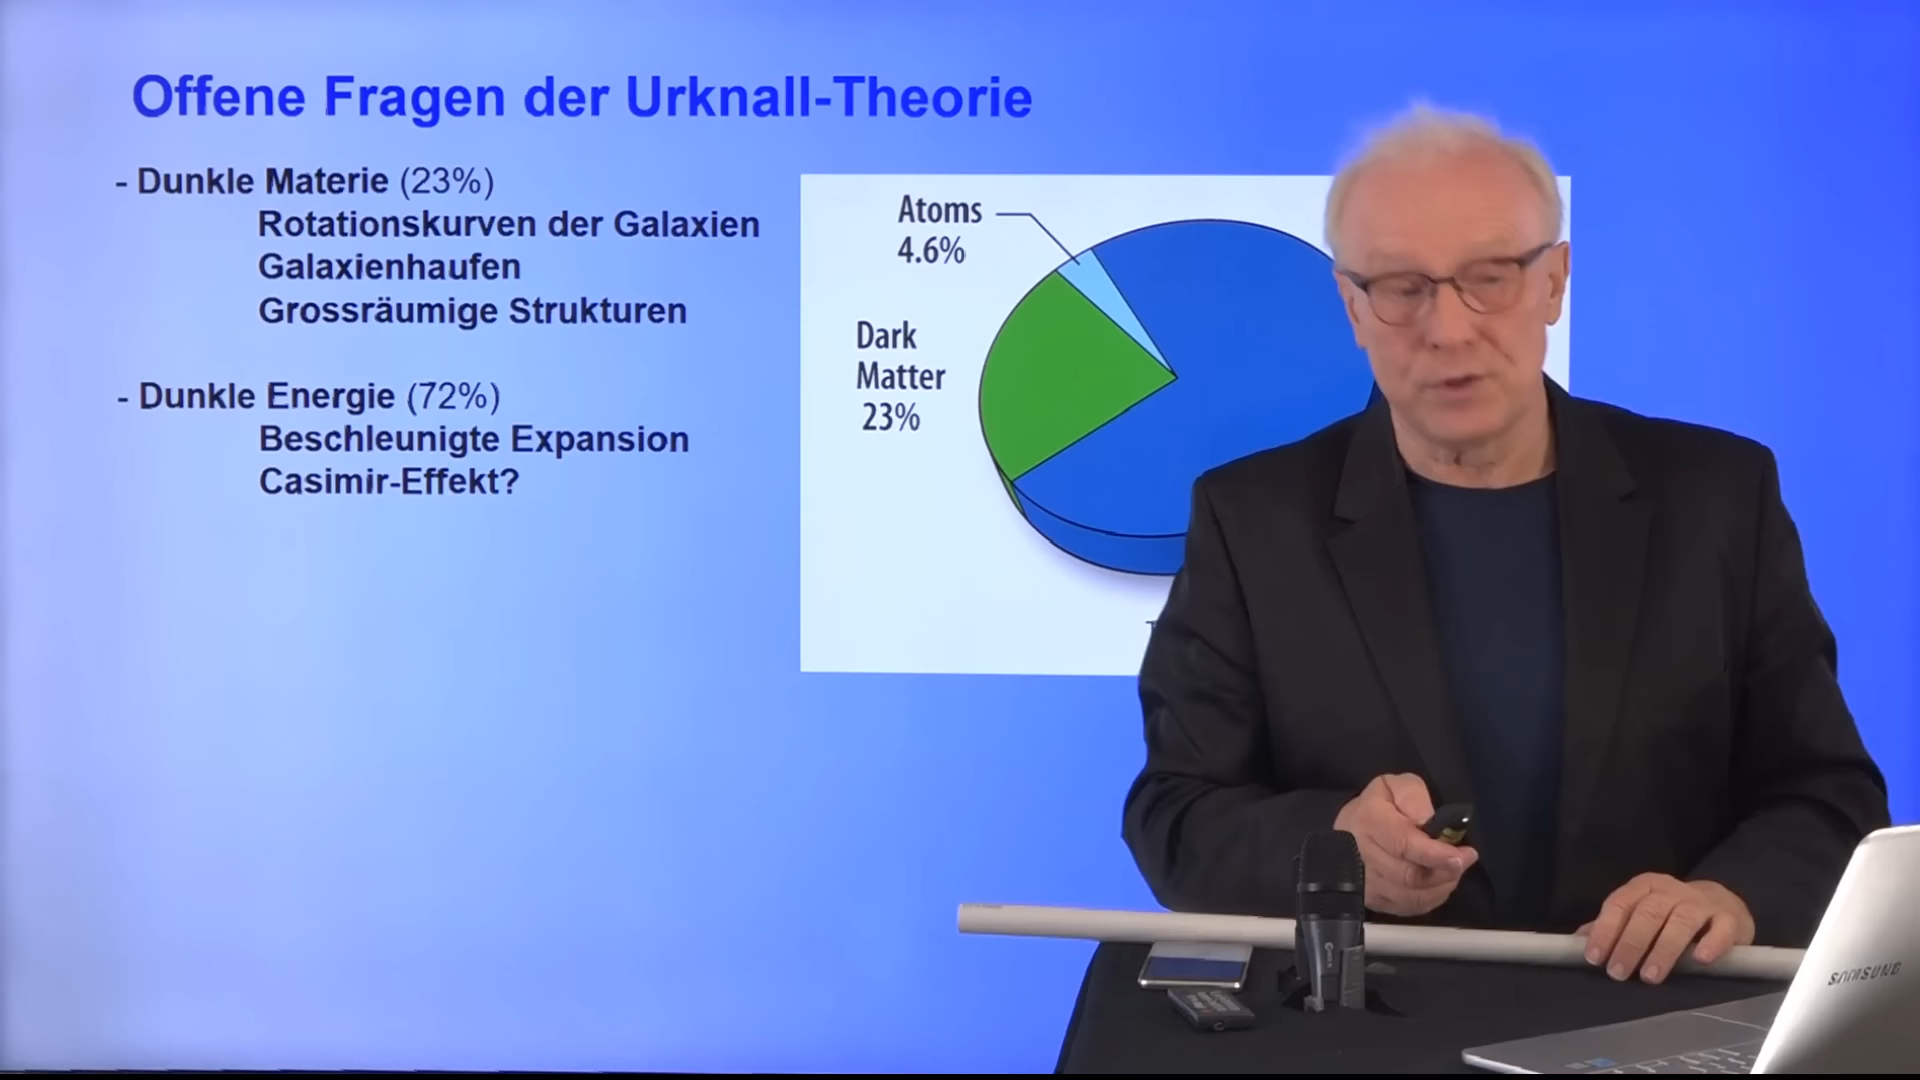 Offene Fragen der Urknall-Theorie
- Dunkle Materie (23%)
Rotationskurven der Galaxien
Galaxienhaufen
Grossräumige Strukturen
- Dunkle Energie (72%)
Beschleunigte Expansion
Casimir-Effekt?
Atoms
4.6%
Dark
Matter
23%
SAMSUNG